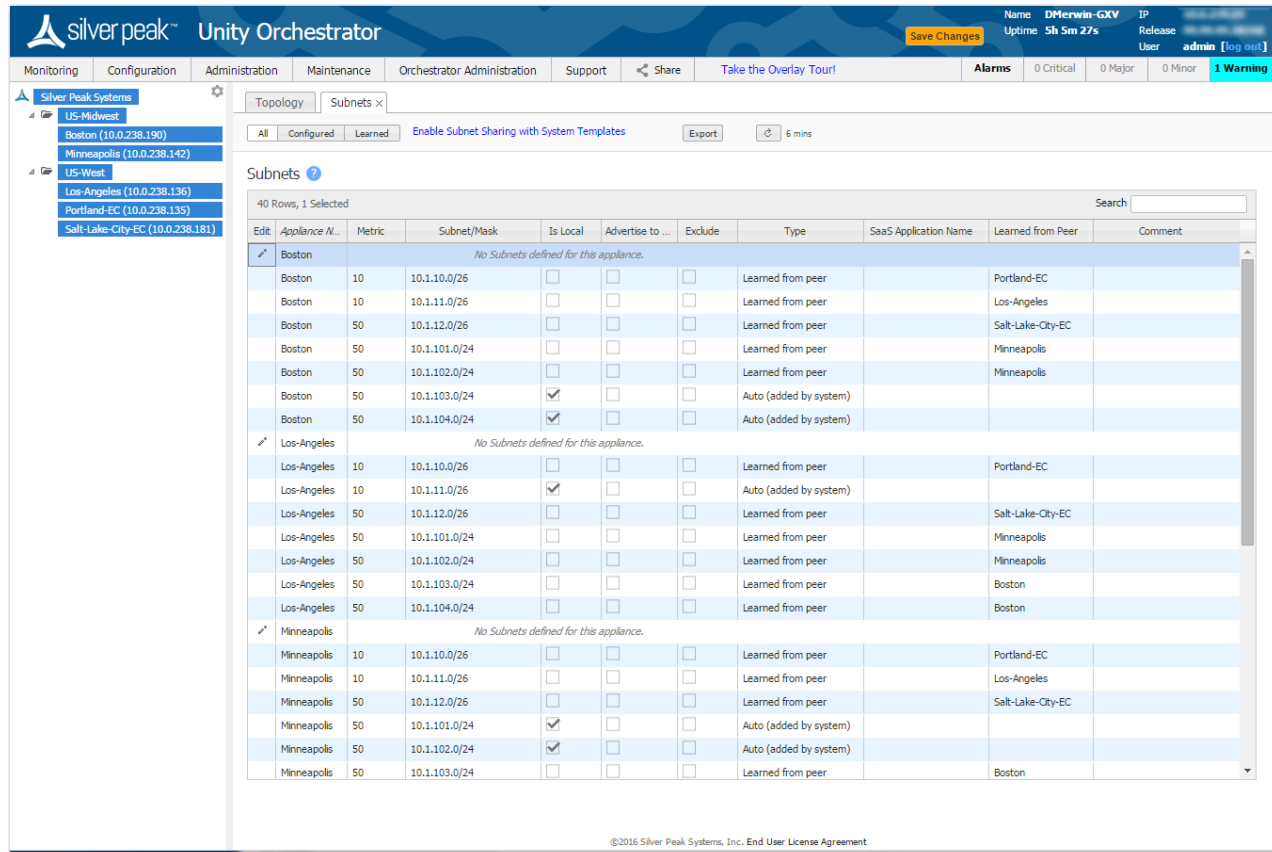 silver peak™ Unity Orchestrator
Save Changes
Name DMerwin-GXV IP
Uptime 5h 5m 27s Release
User admin [log out]
Monitoring Configuration Administration Maintenance Orchestrator Administration Support Share Take the Overlay Tour! Alarms 0 Critical 0 Major 0 Minor 1 Warning
Silver Peak Systems
US-Midwest
Boston (10.0.238.190)
Minneapolis (10.0.238.142)
US-West
Los-Angeles (10.0.238.136)
Portland-EC (10.0.238.135)
Salt-Lake-City-EC (10.0.238.181)
Topology Subnets ×
All Configured Learned Enable Subnet Sharing with System Templates Export 6 mins
Subnets ?
40 Rows, 1 Selected Search
Edit Appliance N... Metric Subnet/Mask Is Local Advertise to ... Exclude Type SaaS Application Name Learned from Peer Comment
Boston No Subnets defined for this appliance.
Boston 10 10.1.10.0/26 Learned from peer Portland-EC
Boston 10 10.1.11.0/26 Learned from peer Los-Angeles
Boston 50 10.1.12.0/26 Learned from peer Salt-Lake-City-EC
Boston 50 10.1.101.0/24 Learned from peer Minneapolis
Boston 50 10.1.102.0/24 Learned from peer Minneapolis
Boston 50 10.1.103.0/24 Auto (added by system)
Boston 50 10.1.104.0/24 Auto (added by system)
Los-Angeles No Subnets defined for this appliance.
Los-Angeles 10 10.1.10.0/26 Learned from peer Portland-EC
Los-Angeles 10 10.1.11.0/26 Auto (added by system)
Los-Angeles 50 10.1.12.0/26 Learned from peer Salt-Lake-City-EC
Los-Angeles 50 10.1.101.0/24 Learned from peer Minneapolis
Los-Angeles 50 10.1.102.0/24 Learned from peer Minneapolis
Los-Angeles 50 10.1.103.0/24 Learned from peer Boston
Los-Angeles 50 10.1.104.0/24 Learned from peer Boston
Minneapolis No Subnets defined for this appliance.
Minneapolis 10 10.1.10.0/26 Learned from peer Portland-EC
Minneapolis 10 10.1.11.0/26 Learned from peer Los-Angeles
Minneapolis 50 10.1.12.0/26 Learned from peer Salt-Lake-City-EC
Minneapolis 50 10.1.101.0/24 Auto (added by system)
Minneapolis 50 10.1.102.0/24 Auto (added by system)
Minneapolis 50 10.1.103.0/24 Learned from peer Boston
©2016 Silver Peak Systems, Inc. End User License Agreement